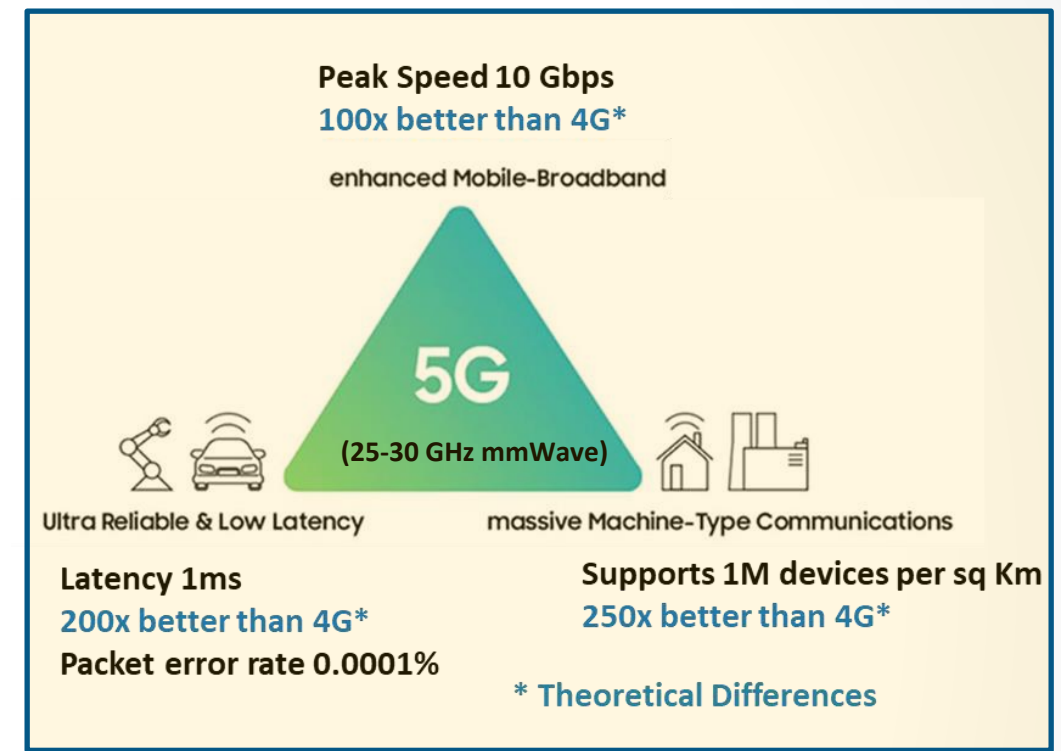 Peak Speed 10 Gbps
100x better than 4G*
enhanced Mobile-Broadband
5G
(25-30 GHz mmWave)
Ultra Reliable & Low Latency
massive Machine-Type Communications
Latency 1ms
200x better than 4G*
Packet error rate 0.0001%
Supports 1M devices per sq Km
250x better than 4G*
* Theoretical Differences